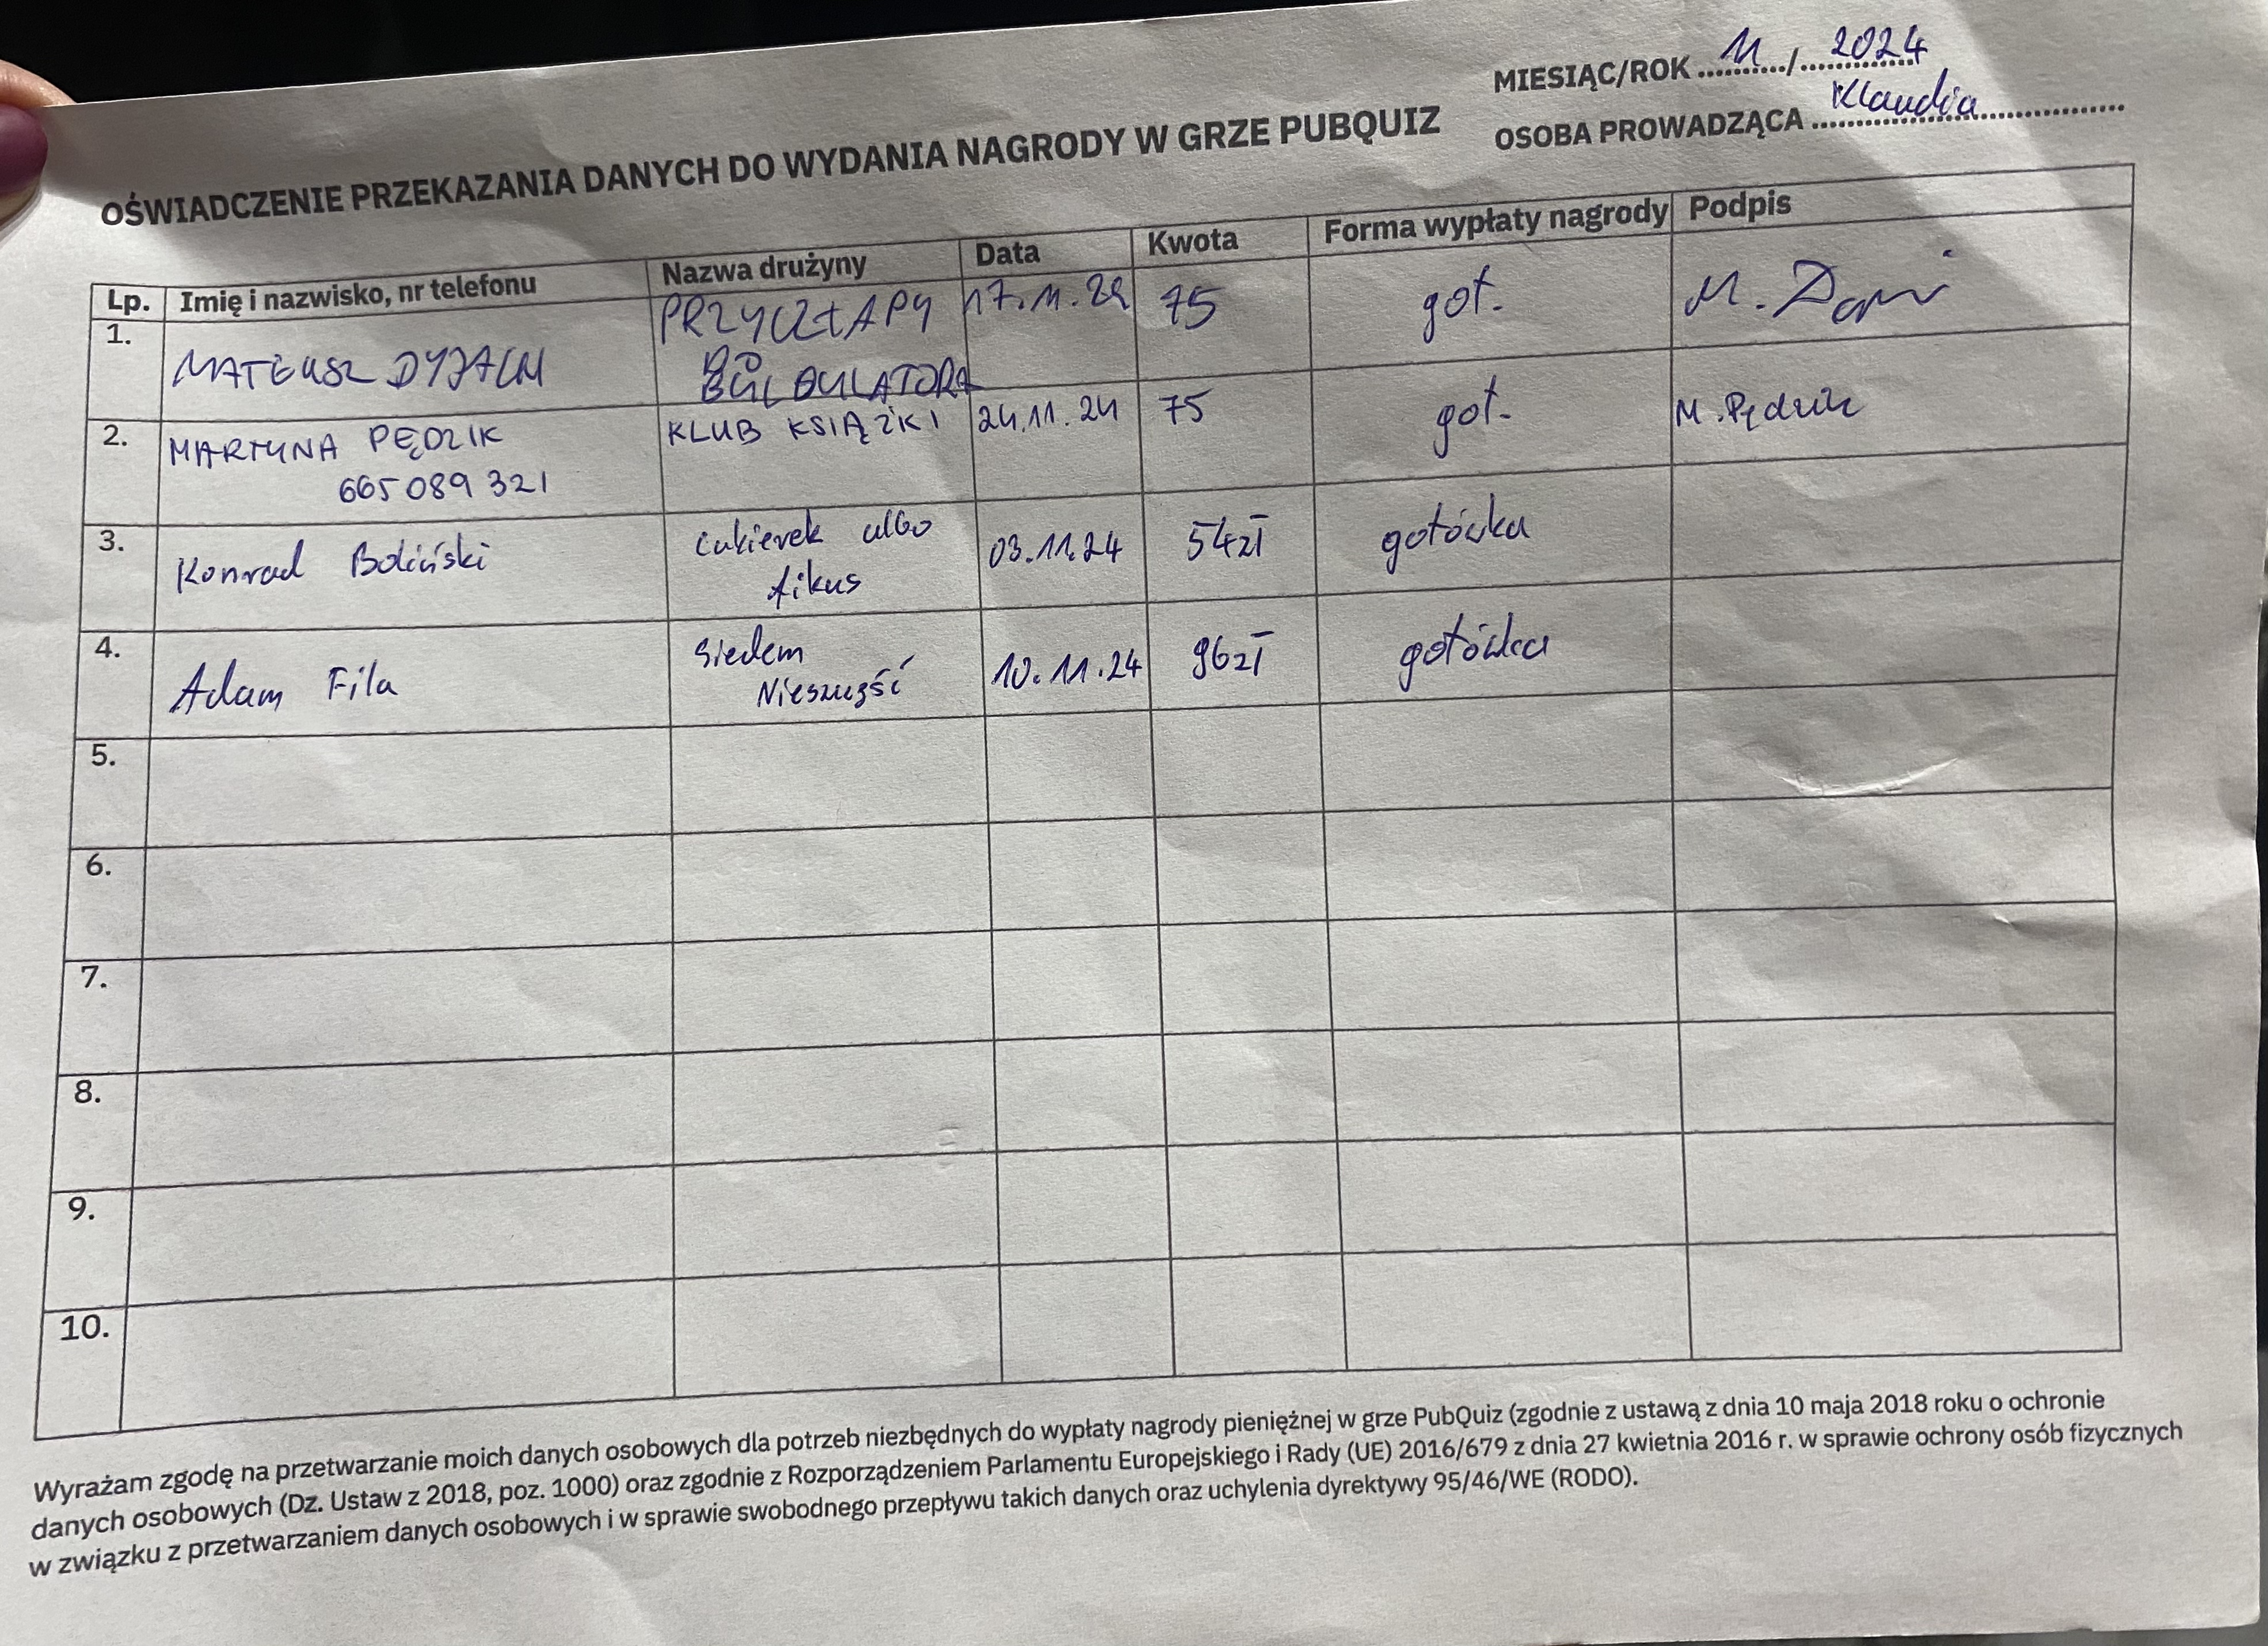 MIESIĄC/ROK 11 / 2024
OSOBA PROWADZĄCA Klaudia
OŚWIADCZENIE PRZEKAZANIA DANYCH DO WYDANIA NAGRODY W GRZE PUBQUIZ
Lp. Imię i nazwisko, nr telefonu Nazwa drużyny Data Kwota Forma wypłaty nagrody Podpis
1. MATEUSZ PRZYCZŁAPY 17.11.24 75 got. M.
DO
2. MARTYNA PĘDZIK KLUB KSIĄŻKI 24.11.24 75 got. M. Pędzik
665 089 321
3. Konrad Boliński Cukierek albo 03.11.24 54zł gotówka
fikus
4. Adam Fila Siedem 10.11.24 96zł gotówka
Nieszczęść
5.
6.
7.
8.
9.
10.
Wyrażam zgodę na przetwarzanie moich danych osobowych dla potrzeb niezbędnych do wypłaty nagrody pieniężnej w grze PubQuiz (zgodnie z ustawą z dnia 10 maja 2018 roku o ochronie
danych osobowych (Dz. Ustaw z 2018, poz. 1000) oraz zgodnie z Rozporządzeniem Parlamentu Europejskiego i Rady (UE) 2016/679 z dnia 27 kwietnia 2016 r. w sprawie ochrony osób fizycznych
w związku z przetwarzaniem danych osobowych i w sprawie swobodnego przepływu takich danych oraz uchylenia dyrektywy 95/46/WE (RODO).